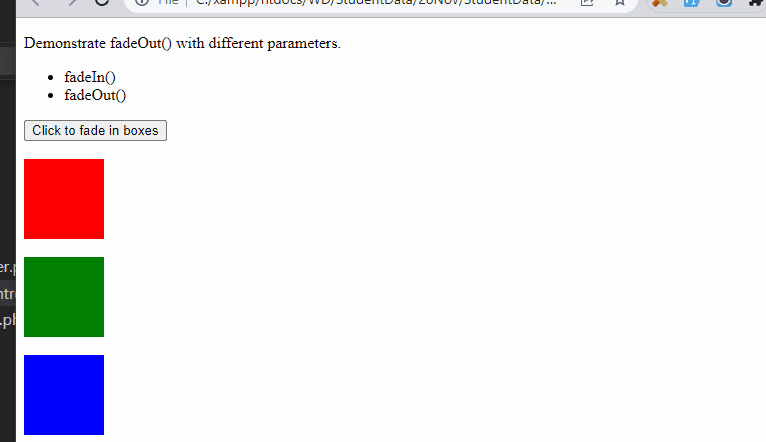 File | C:/xampp/htdocs/WD/StudentData/26Nov/StudentData/...
Demonstrate fadeOut() with different parameters.
• fadeIn()
• fadeOut()
Click to fade in boxes
er.p
ntr
.ph